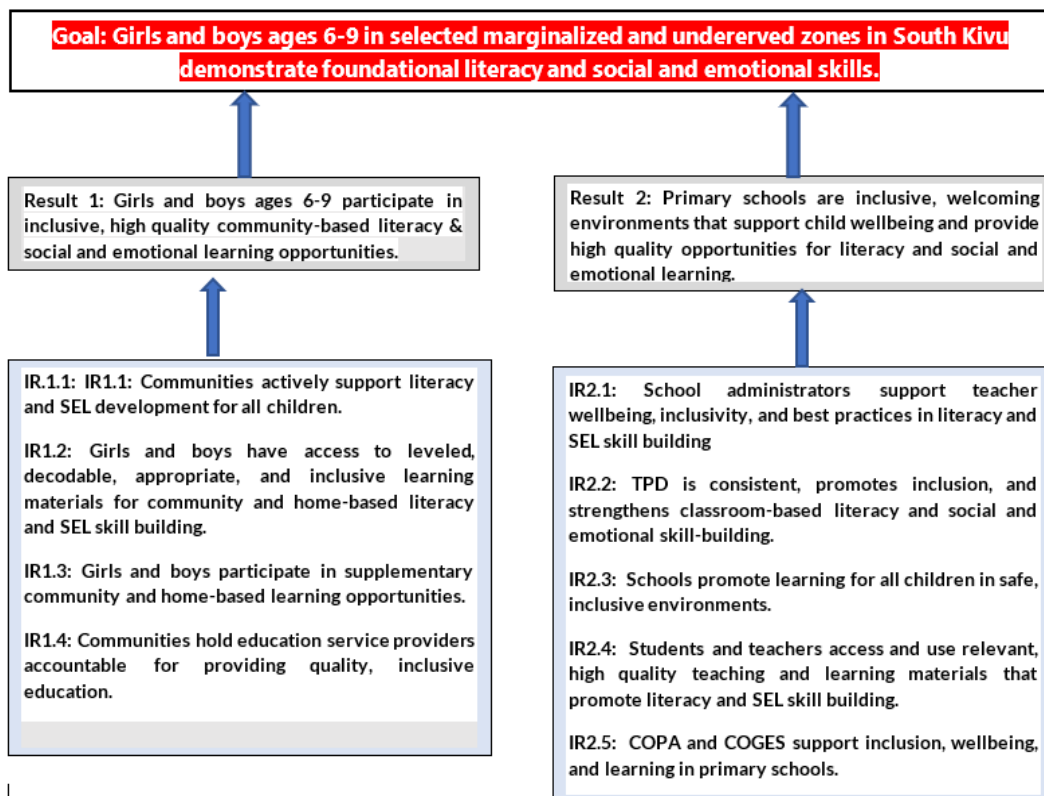 Goal: Girls and boys ages 6-9 in selected marginalized and undererved zones in South Kivu
demonstrate foundational literacy and social and emotional skills.
Result 1: Girls and boys ages 6-9 participate in
inclusive, high quality community-based literacy &
social and emotional learning opportunities.
Result 2: Primary schools are inclusive, welcoming
environments that support child wellbeing and provide
high quality opportunities for literacy and social and
emotional learning.
IR.1.1: IR1.1: Communities actively support literacy
and SEL development for all children.
IR1.2: Girls and boys have access to leveled,
decodable, appropriate, and inclusive learning
materials for community and home-based literacy
and SEL skill building.
IR1.3: Girls and boys participate in supplementary
community and home-based learning opportunities.
IR1.4: Communities hold education service providers
accountable for providing quality, inclusive
education.
IR2.1: School administrators support teacher
wellbeing, inclusivity, and best practices in literacy and
SEL skill building
IR2.2: TPD is consistent, promotes inclusion, and
strengthens classroom-based literacy and social and
emotional skill-building.
IR2.3: Schools promote learning for all children in safe,
inclusive environments.
IR2.4: Students and teachers access and use relevant,
high quality teaching and learning materials that
promote literacy and SEL skill building.
IR2.5: COPA and COGES support inclusion, wellbeing,
and learning in primary schools.